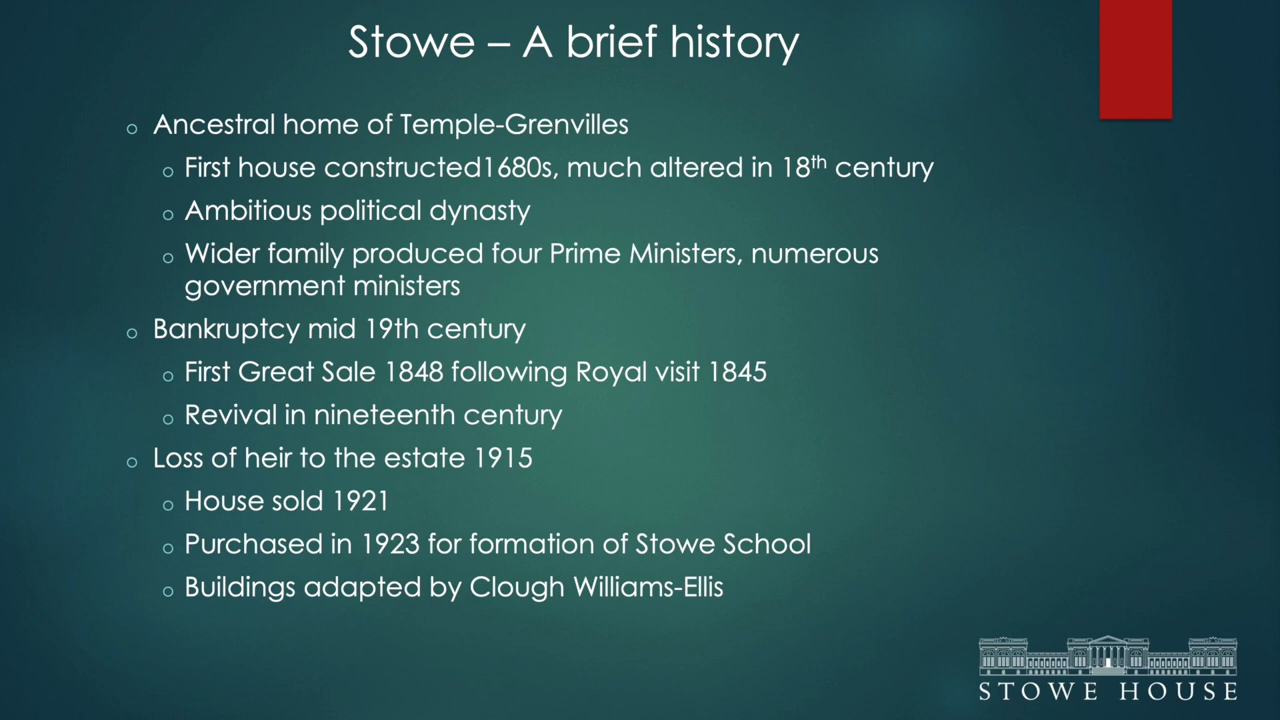 Stowe – A brief history
Ancestral home of Temple-Grenvilles
First house constructed1680s, much altered in 18th century
Ambitious political dynasty
Wider family produced four Prime Ministers, numerous
government ministers
Bankruptcy mid 19th century
First Great Sale 1848 following Royal visit 1845
Revival in nineteenth century
Loss of heir to the estate 1915
House sold 1921
Purchased in 1923 for formation of Stowe School
Buildings adapted by Clough Williams-Ellis
STOWE HOUSE